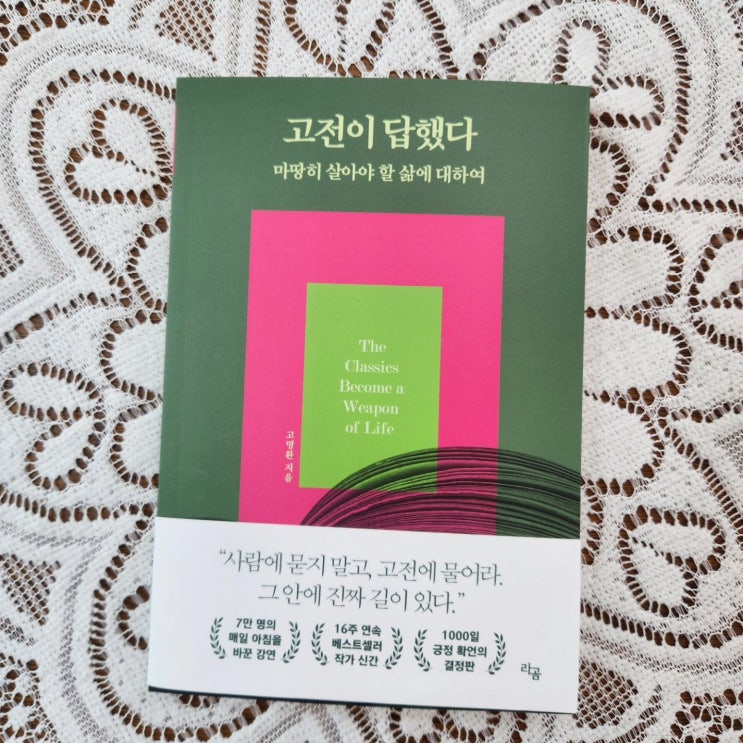 고전이 답했다
마땅히 살아야 할 삶에 대하여
The
Classics
Become a
Weapon
of Life
고명환 지음
“사람에 묻지 말고, 고전에 물어라.
그 안에 진짜 길이 있다.”
7만 명의
매일 아침을
바꾼 강연
16주 연속
베스트셀러
작가 신간
1000일
긍정 확언의
결정판
라곰